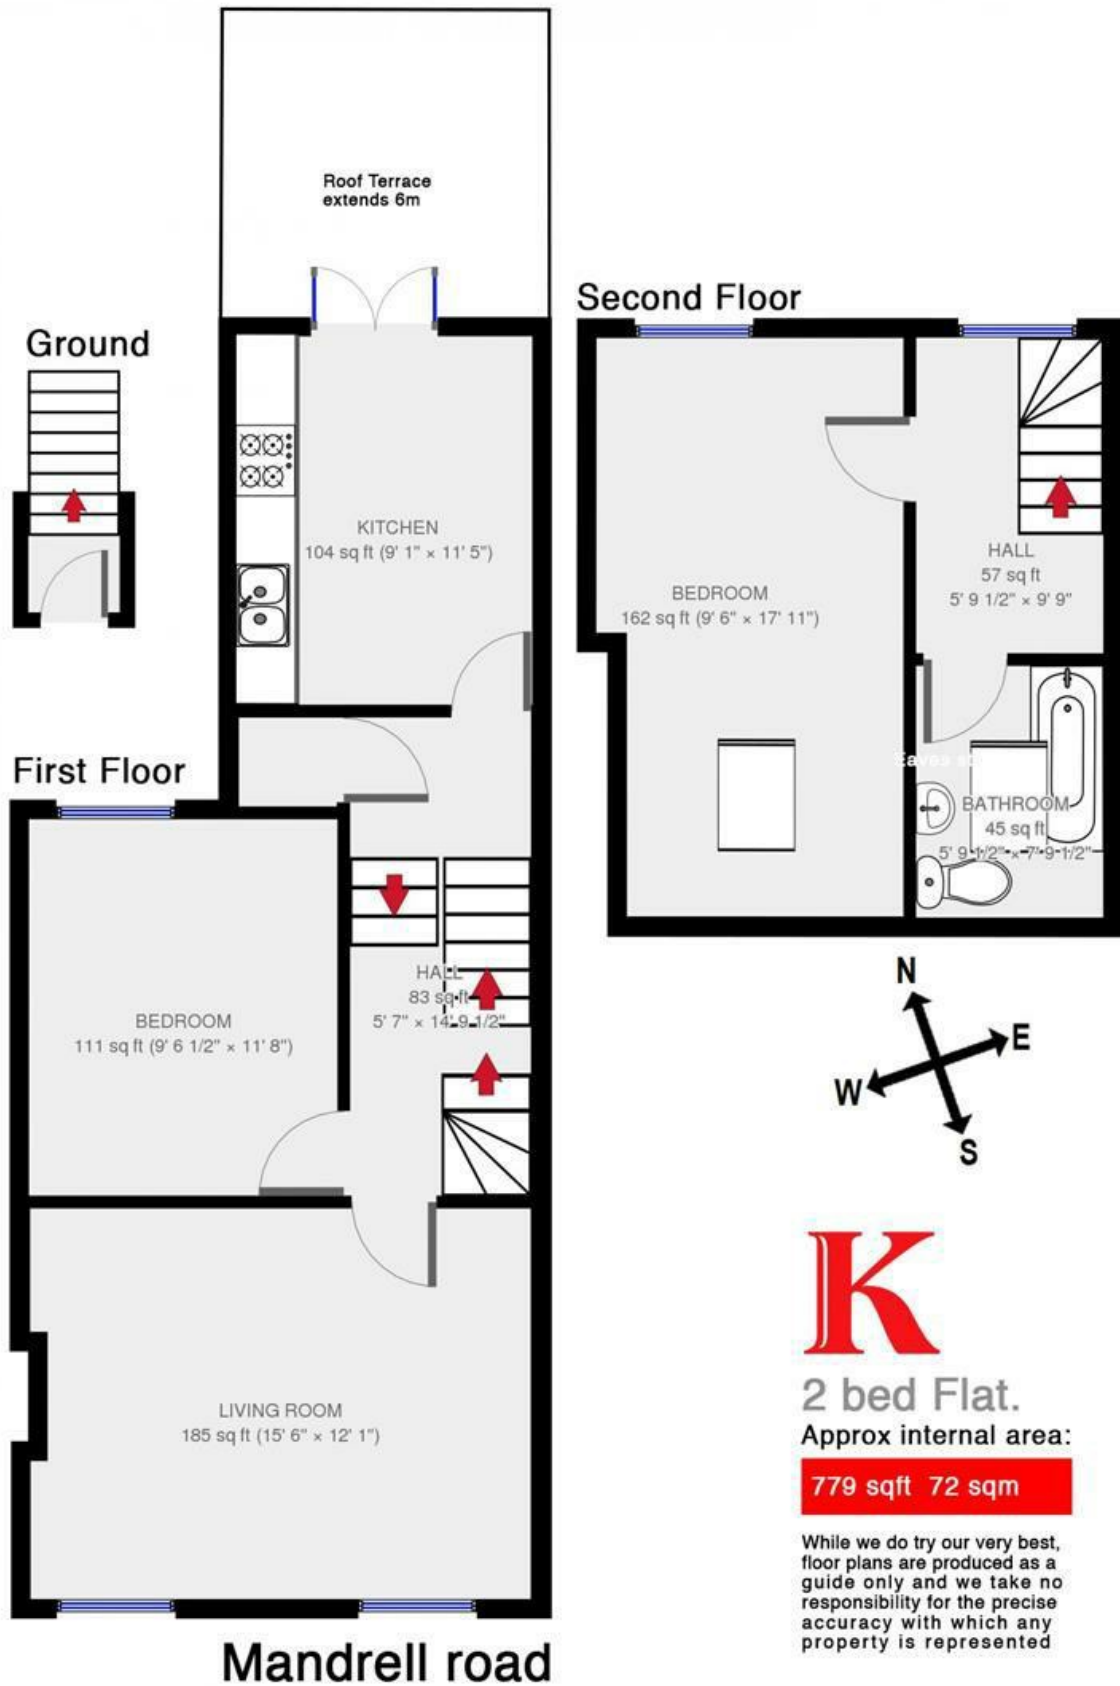 Roof Terrace
extends 6m
Ground
KITCHEN
104 sq ft (9' 1" × 11' 5")
First Floor
BEDROOM
111 sq ft (9' 6 1/2" × 11' 8")
HALL
83 sq ft
5' 7" × 14' 9 1/2"
LIVING ROOM
185 sq ft (15' 6" × 12' 1")
Mandrell road
Second Floor
BEDROOM
162 sq ft (9' 6" × 17' 11")
HALL
57 sq ft
5' 9 1/2" × 9' 9"
Eaves
BATHROOM
45 sq ft
5' 9 1/2" × 7' 9 1/2"
N
E
W
S
K
2 bed Flat.
Approx internal area:
779 sqft 72 sqm
While we do try our very best,
floor plans are produced as a
guide only and we take no
responsibility for the precise
accuracy with which any
property is represented